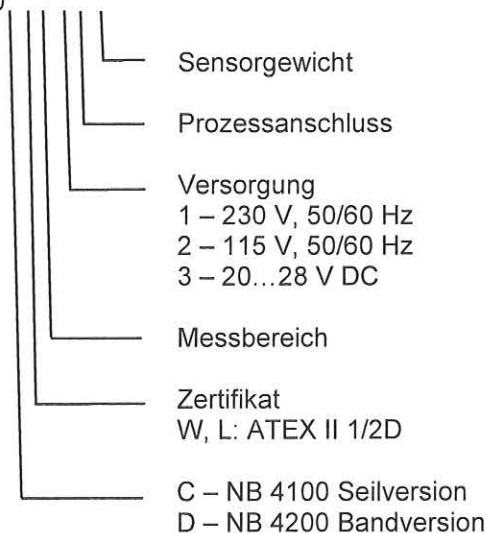 Sensorgewicht
Prozessanschluss
Versorgung
1 – 230 V, 50/60 Hz
2 – 115 V, 50/60 Hz
3 – 20...28 V DC
Messbereich
Zertifikat
W, L: ATEX II 1/2D
C – NB 4100 Seilversion
D – NB 4200 Bandversion